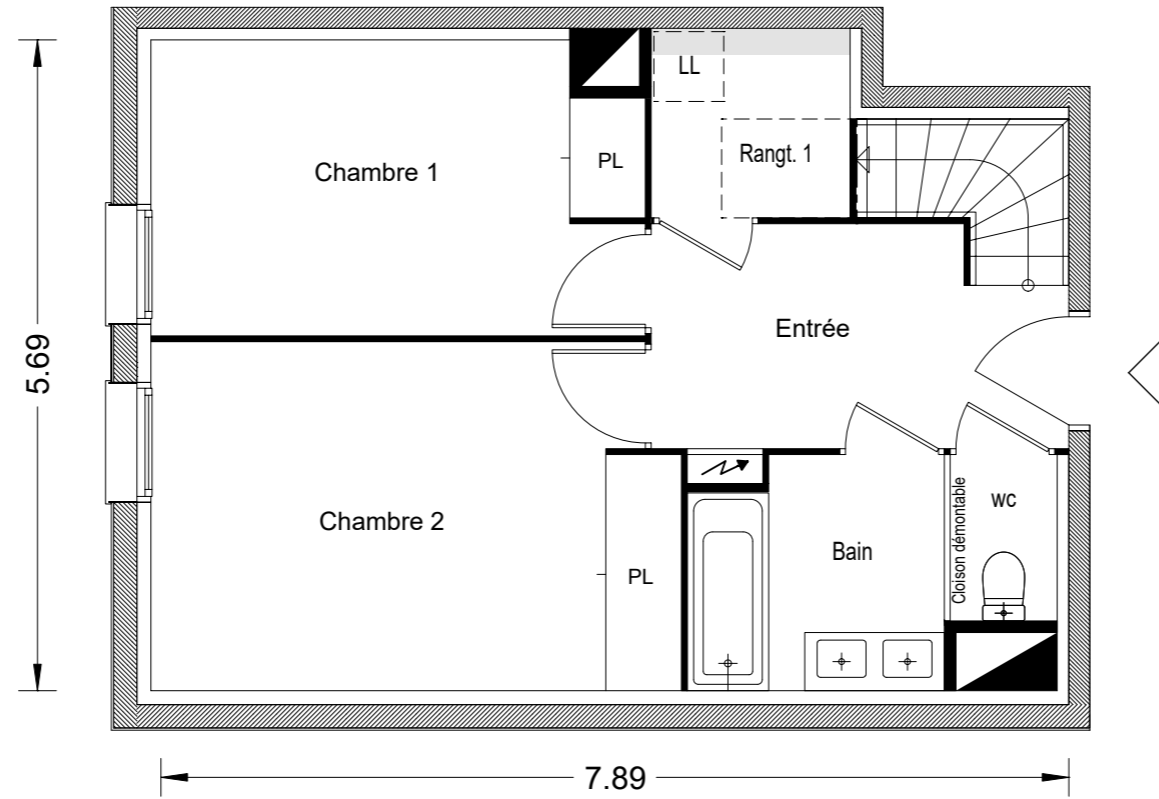 LL
Rangt. 1
PL
Chambre 1
Entrée
5.69
Chambre 2
PL
Bain
Cloison démontable
WC
7.89